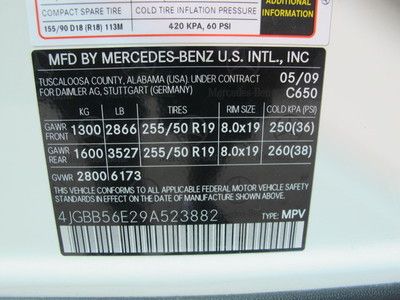 COMPACT SPARE TIRE COLD TIRE INFLATION PRESSURE
155/90 D18 (R18) 113M 420 KPA, 60 PSI
ADDITIONAL
INFORMATION
MFD BY MERCEDES-BENZ U.S. INTL., INC
TUSCALOOSA COUNTY, ALABAMA (USA). UNDER CONTRACT 05/09
FOR DAIMLER AG, STUTTGART (GERMANY) C650
KG LB TIRES RIM SIZE COLD KPA (PSI)
GAWR FRONT 1300 2866 255/50 R19 8.0x19 250(36)
GAWR REAR 1600 3527 255/50 R19 8.0x19 260(38)
GVWR 2800 6173
THIS VEHICLE CONFORMS TO ALL APPLICABLE FEDERAL MOTOR VEHICLE
SAFETY STANDARDS IN EFFECT ON THE DATE OF MANUFACTURE SHOWN ABOVE.
4JGBB56E29A523882 TYPE: MPV